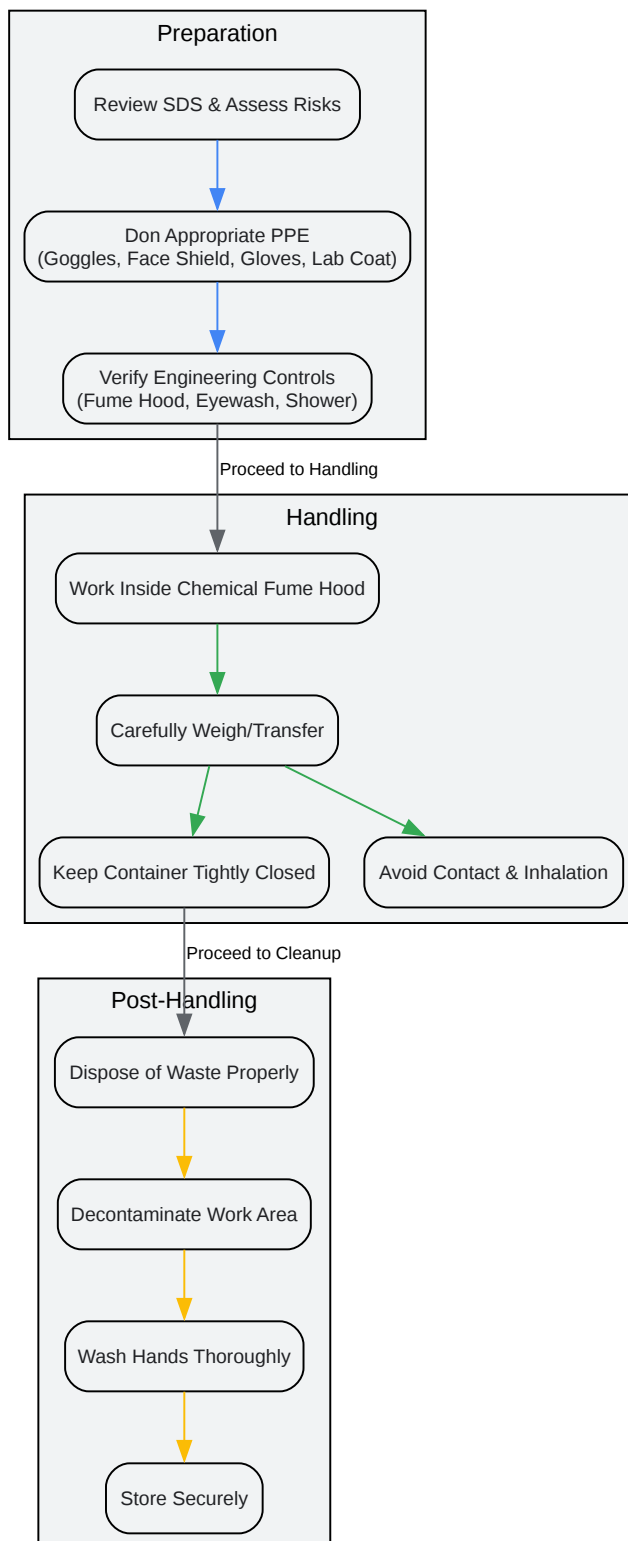 Preparation
Review SDS & Assess Risks
Don Appropriate PPE
(Goggles, Face Shield, Gloves, Lab Coat)
Verify Engineering Controls
(Fume Hood, Eyewash, Shower)
Proceed to Handling
Handling
Work Inside Chemical Fume Hood
Carefully Weigh/Transfer
Keep Container Tightly Closed
Avoid Contact & Inhalation
Proceed to Cleanup
Post-Handling
Dispose of Waste Properly
Decontaminate Work Area
Wash Hands Thoroughly
Store Securely